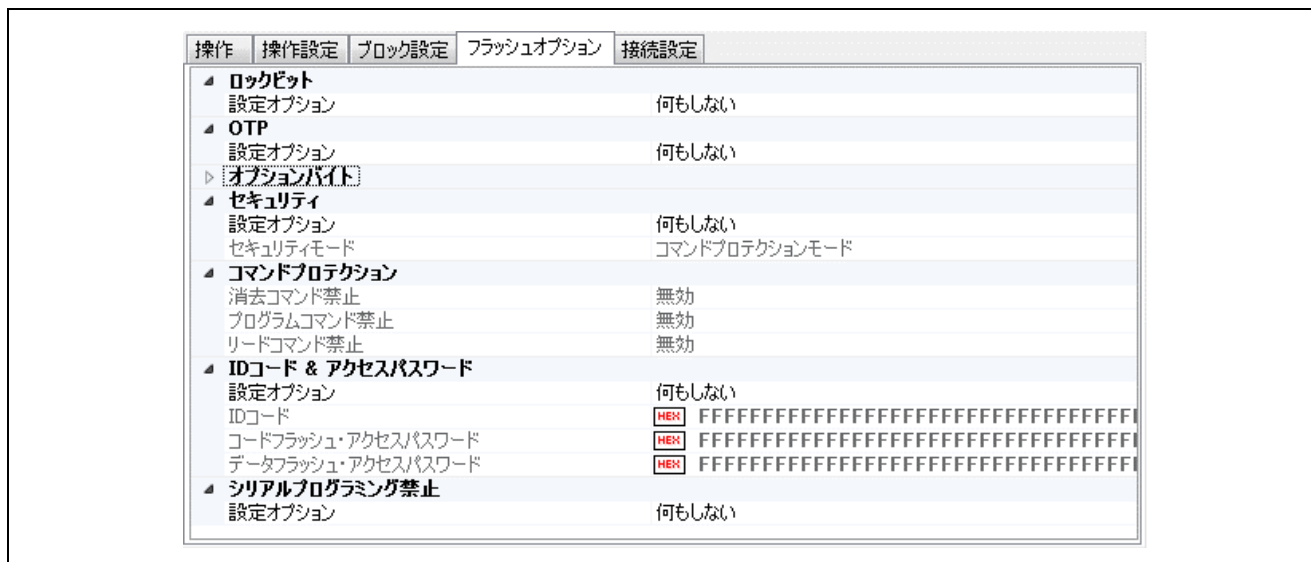 操作 操作設定 ブロック設定 フラッシュオプション 接続設定
ロックビット
設定オプション 何もしない
OTP
設定オプション 何もしない
オプションバイト
セキュリティ
設定オプション 何もしない
セキュリティモード コマンドプロテクションモード
コマンドプロテクション
消去コマンド禁止 無効
プログラムコマンド禁止 無効
リードコマンド禁止 無効
IDコード & アクセスパスワード
設定オプション 何もしない
IDコード HEX FFFFFFFFFFFFFFFFFFFFFFFFFFFFFFFFF
コードフラッシュ・アクセスパスワード HEX FFFFFFFFFFFFFFFFFFFFFFFFFFFFFFFFF
データフラッシュ・アクセスパスワード HEX FFFFFFFFFFFFFFFFFFFFFFFFFFFFFFFFF
シリアルプログラミング禁止
設定オプション 何もしない